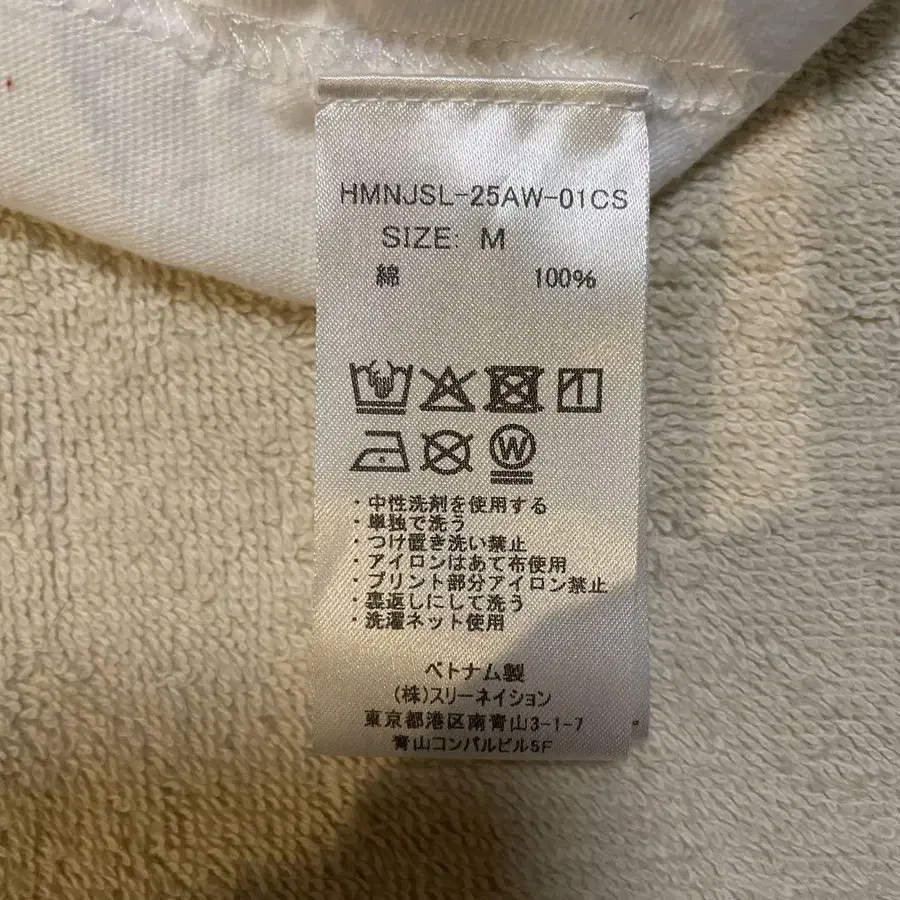 HMNJSL-25AW-01CS
SIZE: M
綿 100%
W
・中性洗剤を使用する
・単独で洗う
・つけ置き洗い禁止
・アイロンはあて布使用
・プリント部分アイロン禁止
・裏返しにして洗う
・洗濯ネット使用
ベトナム製
(株)スリーネイション
東京都港区南青山3-1-7
青山コンパルビル5F